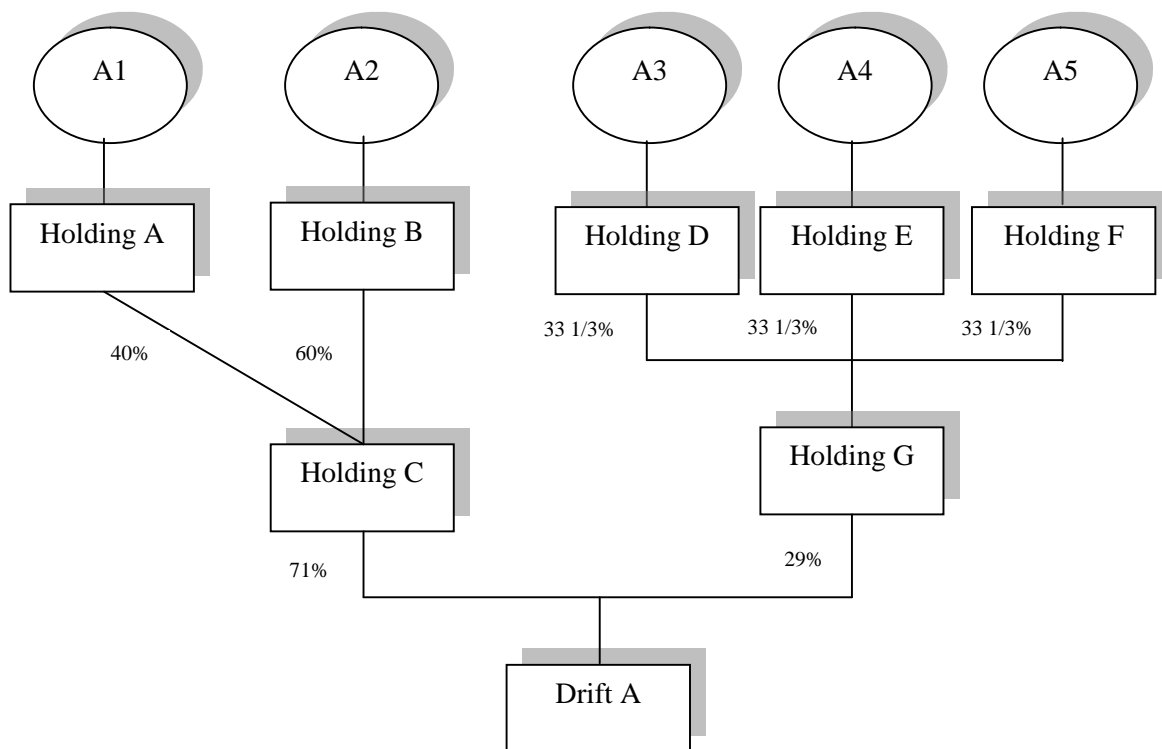 A1
A2
A3
A4
A5
Holding A
Holding B
Holding D
Holding E
Holding F
33 1/3%
33 1/3%
33 1/3%
40%
60%
Holding C
Holding G
71%
29%
Drift A